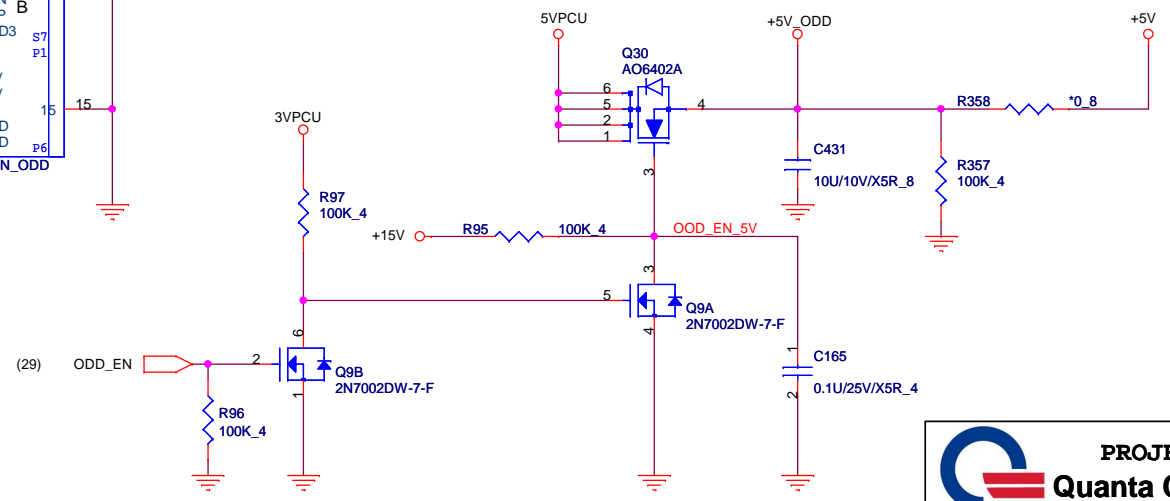 B
D3
S7
P1
15
15
P6
N_ODD
5VPCU
+5V_ODD
+5V
Q30
AO6402A
6
5
2
1
4
3
R358
*0_8
3VPCU
C431
10U/10V/X5R_8
R357
100K_4
R97
100K_4
+15V
R95
100K_4
OOD_EN_5V
3
5
Q9A
2N7002DW-7-F
4
6
(29)
ODD_EN
2
Q9B
2N7002DW-7-F
1
1
C165
0.1U/25V/X5R_4
2
R96
100K_4
PROJE
Quanta C